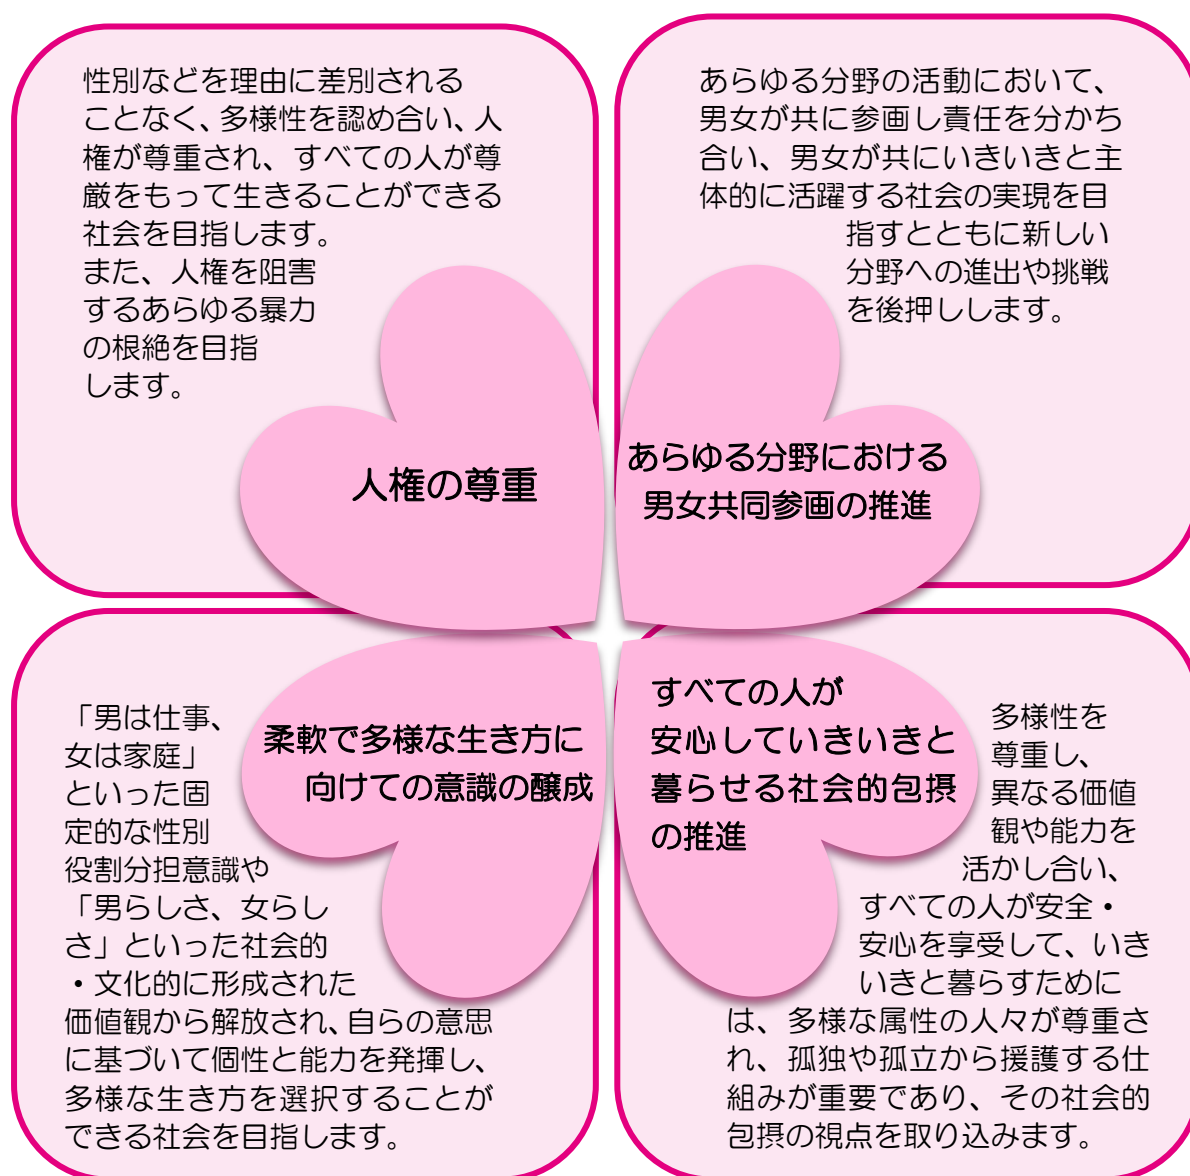 性別などを理由に差別される
ことなく、多様性を認め合い、人
権が尊重され、すべての人が尊
厳をもって生きることができる
社会を目指します。
また、人権を阻害
するあらゆる暴力
の根絶を目指
します。
人権の尊重
あらゆる分野の活動において、
男女が共に参画し責任を分かち
合い、男女が共にいきいきと主
体的に活躍する社会の実現を目
指すとともに新しい
分野への進出や挑戦
を後押しします。
あらゆる分野における
男女共同参画の推進
柔軟で多様な生き方に
向けての意識の醸成
「男は仕事、
女は家庭」
といった固
定的な性別
役割分担意識や
「男らしさ、女らし
さ」といった社会的
・文化的に形成された
価値観から解放され、自らの意思
に基づいて個性と能力を発揮し、
多様な生き方を選択することが
できる社会を目指します。
すべての人が
安心していきいきと
暮らせる社会的包摂
の推進
多様性を
尊重し、
異なる価値
観や能力を
活かし合い、
すべての人が安全・
安心を享受して、いき
いきと暮らすために
は、多様な属性の人々が尊重さ
れ、孤独や孤立から援護する仕
組みが重要であり、その社会的
包摂の視点を取り込みます。